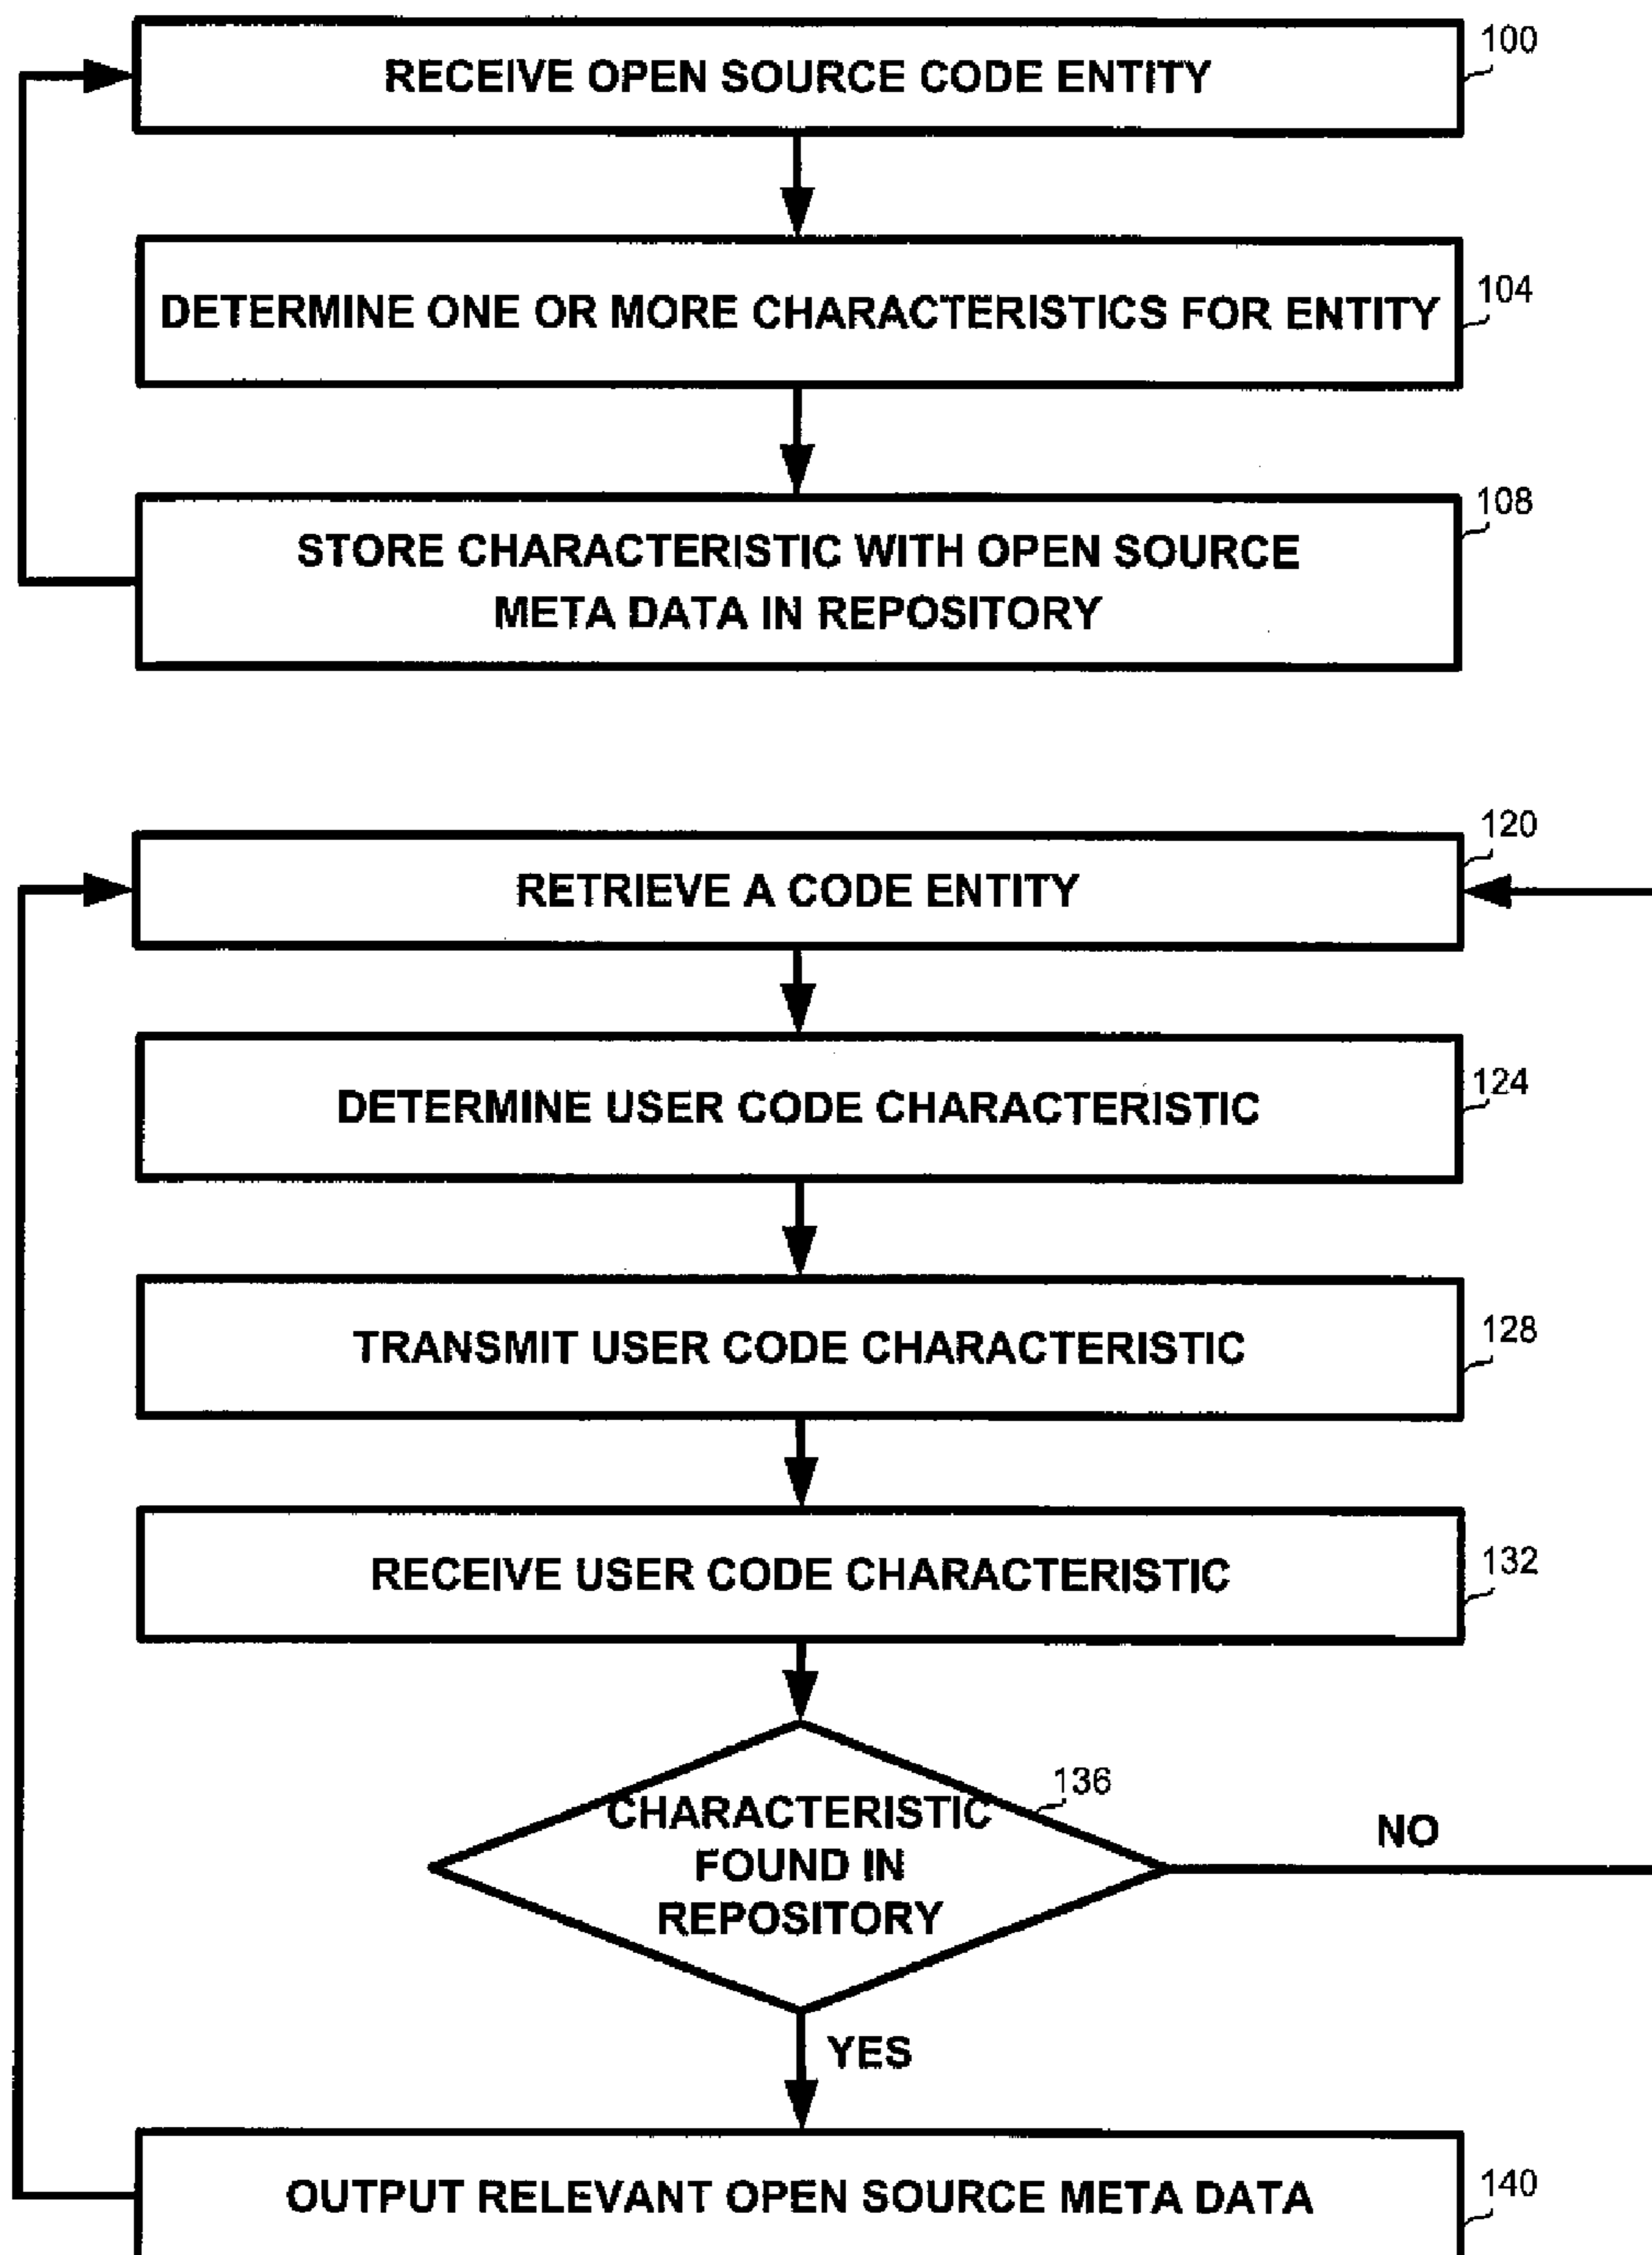 100
RECEIVE OPEN SOURCE CODE ENTITY
104
DETERMINE ONE OR MORE CHARACTERISTICS FOR ENTITY
108
STORE CHARACTERISTIC WITH OPEN SOURCE
META DATA IN REPOSITORY
120
RETRIEVE A CODE ENTITY
124
DETERMINE USER CODE CHARACTERISTIC
128
TRANSMIT USER CODE CHARACTERISTIC
132
RECEIVE USER CODE CHARACTERISTIC
136
CHARACTERISTIC
FOUND IN
REPOSITORY
NO
YES
140
OUTPUT RELEVANT OPEN SOURCE META DATA